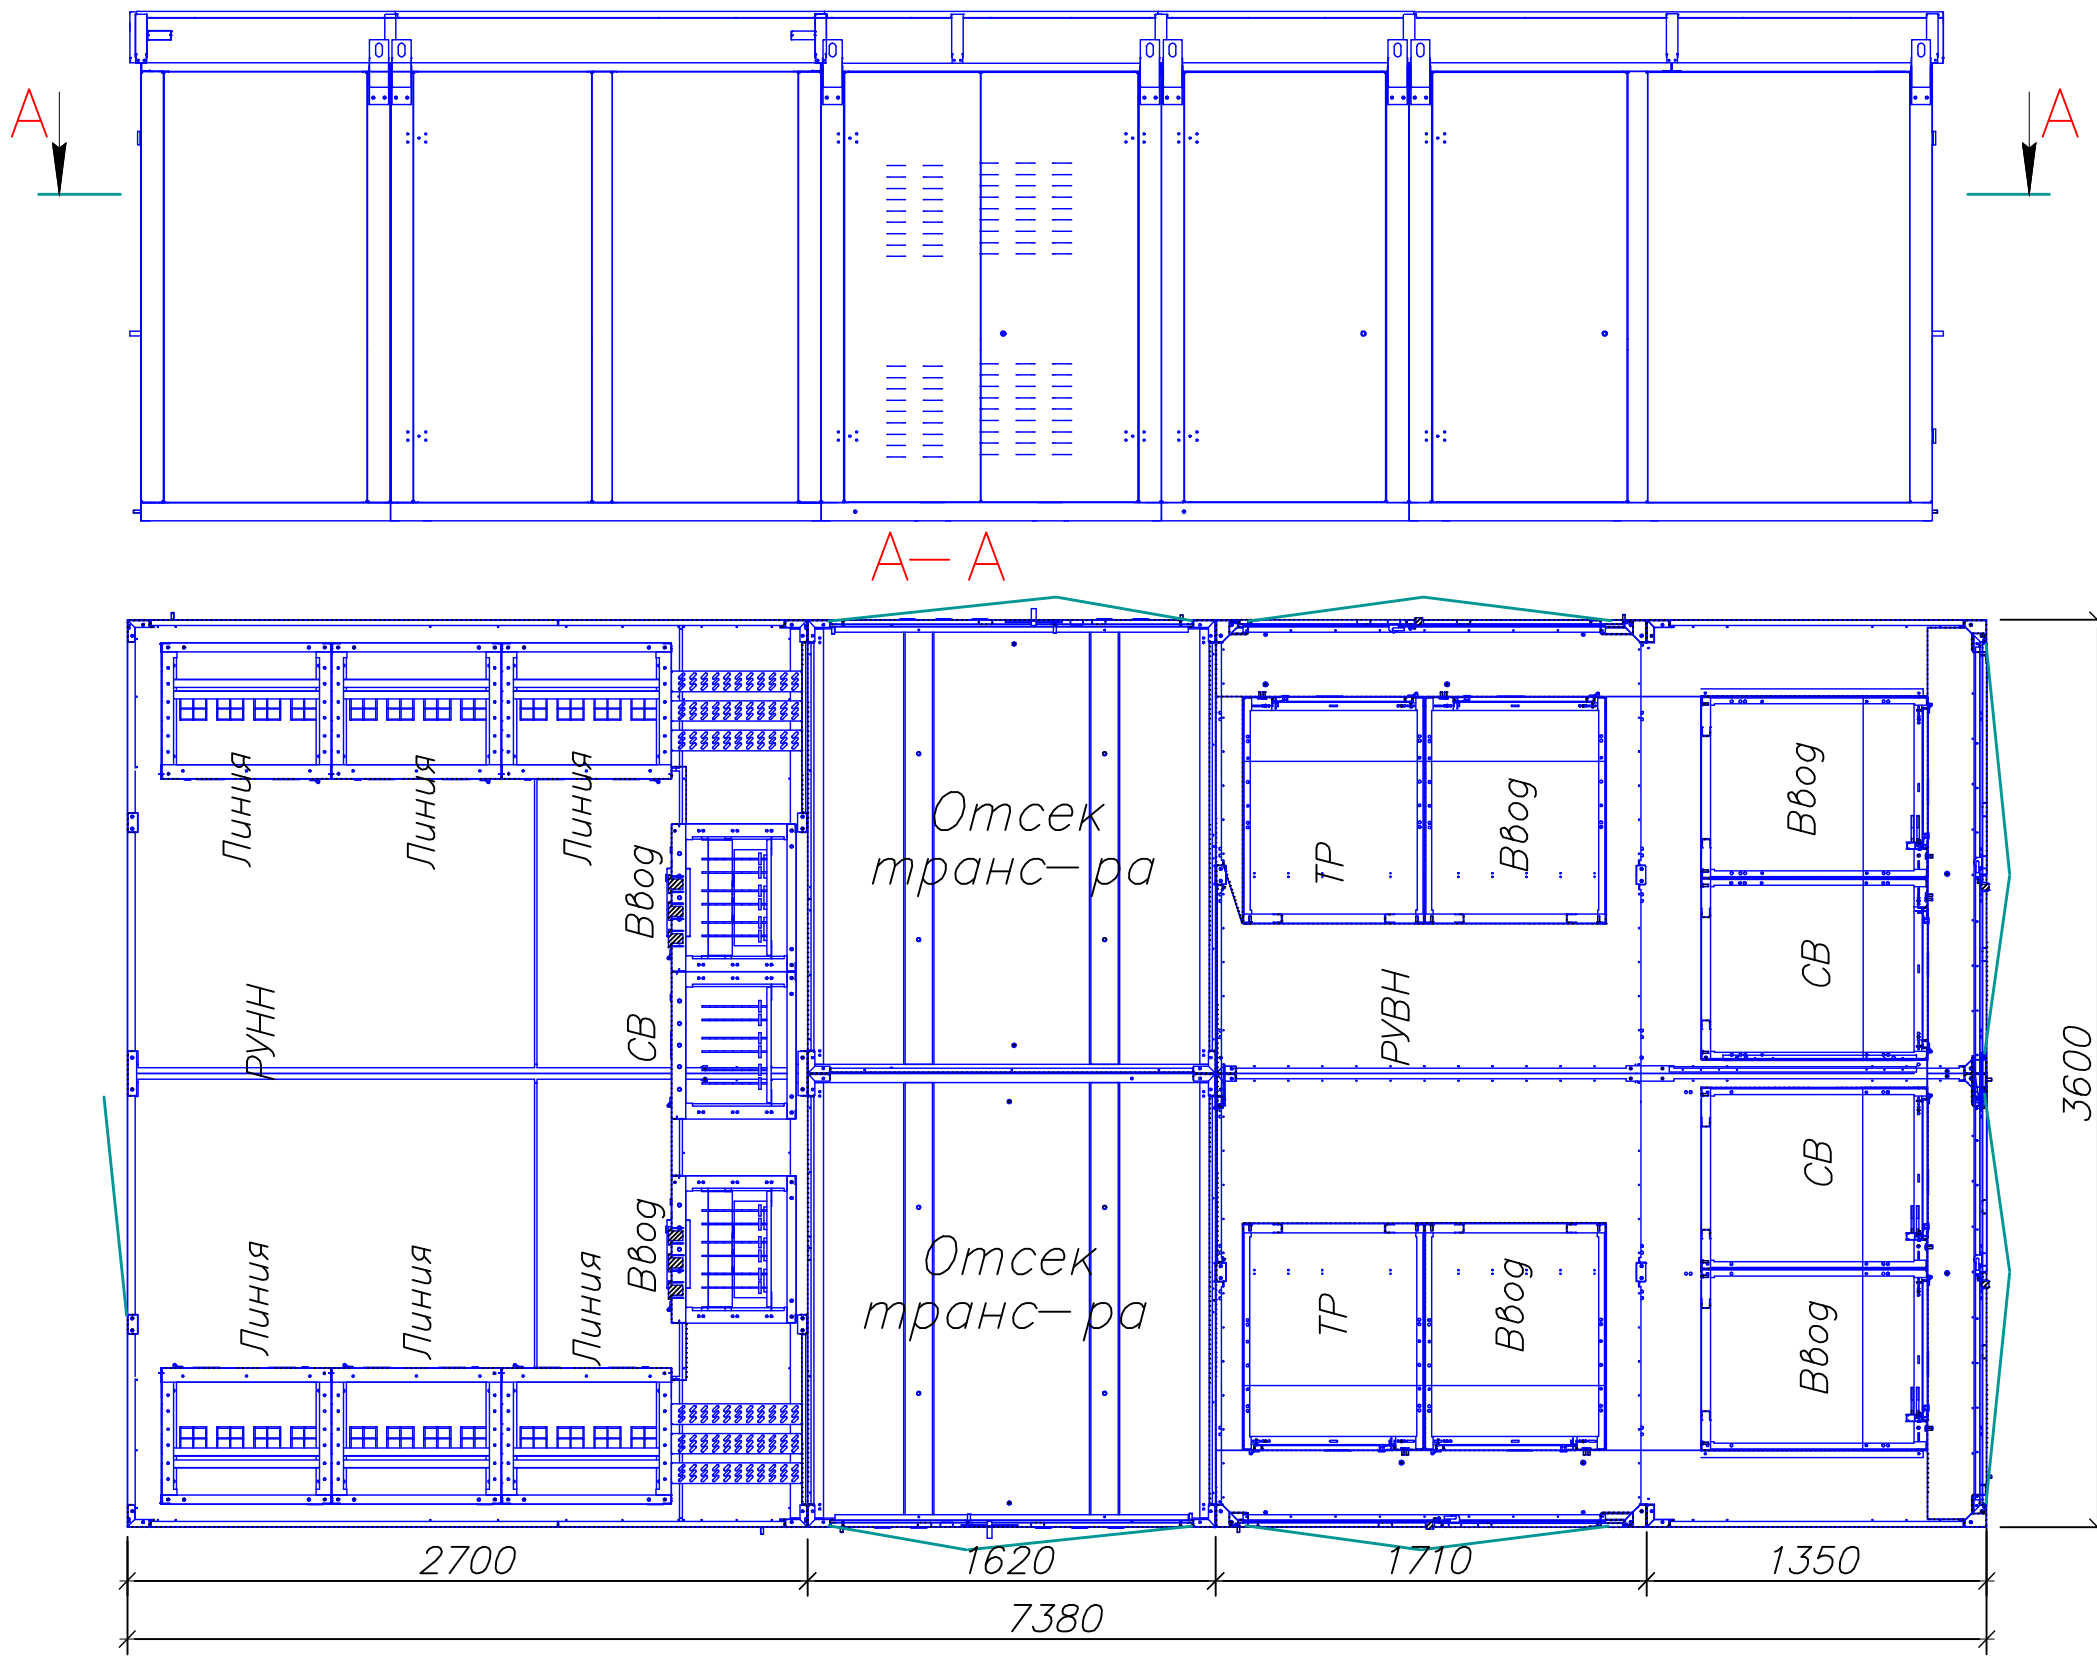 А
А
А—А
Линия
Линия
Линия
Ввод
РУНН
СВ
Ввод
Линия
Линия
Линия
Отсек
транс-ра
Отсек
транс-ра
ТР
Ввод
РУВН
ТР
Ввод
Ввод
СВ
СВ
Ввод
3600
2700
1620
1710
1350
7380